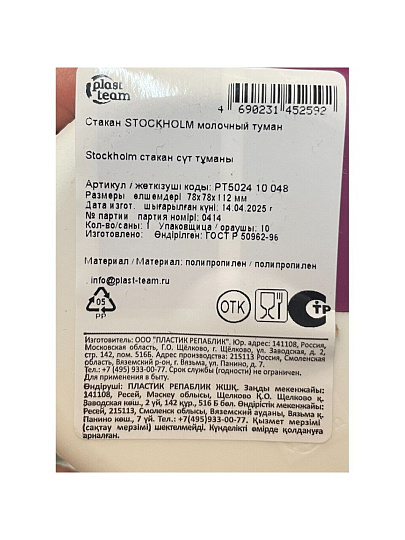 plast team
4 690231 452592
Стакан STOCKHOLM молочный туман
Stockholm стакан сүт тұманы
Артикул / жеткізуші коды: РТ5024 10 048
Размеры өлшемдері 78х78х112 мм
Дата изгот. шығарылған күні: 14.04.2025 г
№ партии партия номірі: 0414
Кол-во/саны: 1 Упаковщица / ораушы: 10
Изготовлено: Өндірілген: ГОСТ Р 50962-96
Материал / Материал: полипропилен / полипропилен
. info@plast-team.ru
05
PP
ОТК
СТР
Изготовитель: ООО "ПЛАСТИК РЕПАБЛИК", Юр. адрес: 141108, Россия,
Московская область, Г.О. Щёлково, г. Щёлково, ул. Заводская, д. 2,
стр. 142, пом. 516Б. Адрес производства: 215113 Россия,
Смоленская область, Вяземский р-н, г. Вязьма, ул. Панино, д. 7.
Тел.: +7 (495) 933-00-77. Срок службы (годности) не ограничен.
Для применения в быту.
Өндіруші: ПЛАСТИК РЕПАБЛИК ЖШҚ. Заңды мекенжайы:
141108, Ресей, Мәскеу облысы, Щелково Қ.О. Щелково қ.
Заводская көш., 2 үй, 142 құр., 516 Б бөл. Өндірістік мекенжайы:
Ресей, 215113, Смоленск облысы, Вяземский ауданы, Вязьма қ.
Панино көш., 7. Тел.: +7(495)933-00-77. Қызмет мерзімі
(сақтау мерзімі) шектелмейді. Күнделікті өмірде қолдануға
арналған.